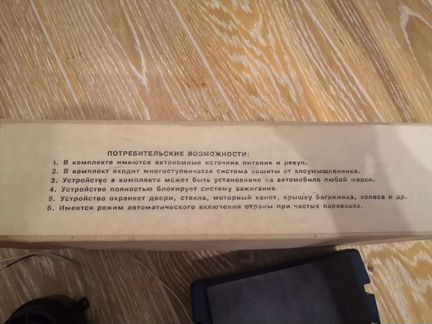 ПОТРЕБИТЕЛЬСКИЕ ВОЗМОЖНОСТИ:
1. В комплекте имеются автономные источник питания и ревун.
2. В комплект входит многоступенчатая система защиты от злоумышленника.
3. Устройство в комплекте может быть установлено на автомобиле любой марки.
4. Устройство полностью блокирует систему зажигания.
5. Устройство охраняет двери, стекла, моторный капот, крышку багажника, колеса и др.
6. Имеется режим автоматического включения охраны при частых парковках.